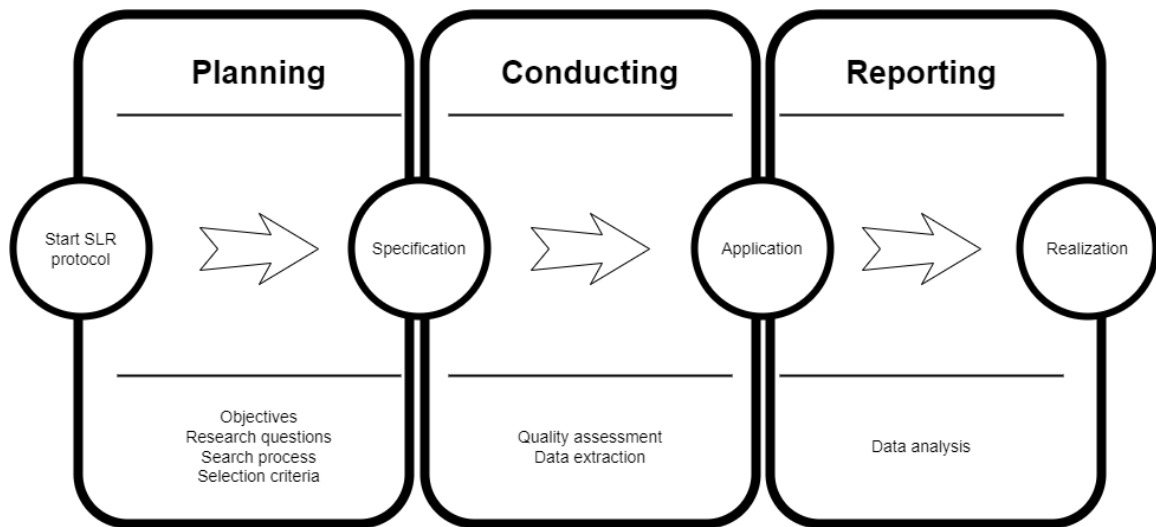 Planning
Conducting
Reporting
Start SLR
protocol
Specification
Application
Realization
Objectives
Research questions
Search process
Selection criteria
Quality assessment
Data extraction
Data analysis